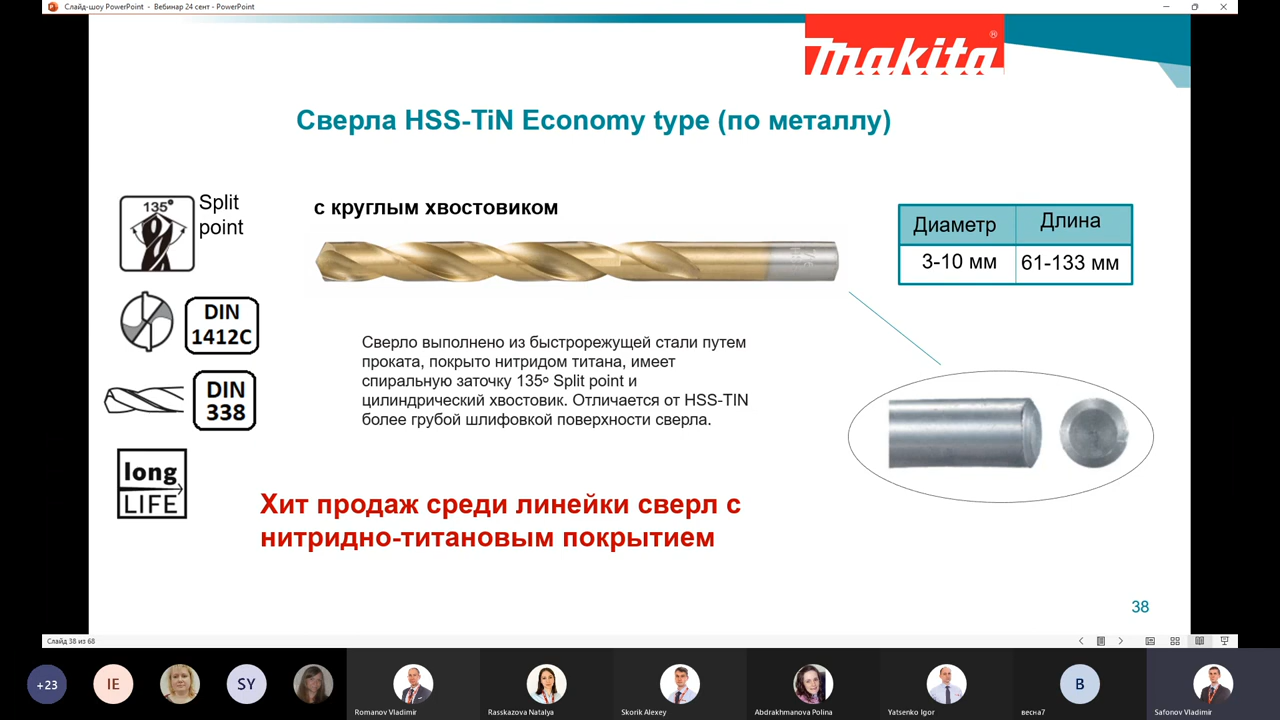 Слайд-шоу PowerPoint - Вебинар 24 сент - PowerPoint
makita®
Сверла HSS-TiN Economy type (по металлу)
135°
Split
point
с круглым хвостовиком
Диаметр
Длина
3-10 мм
61-133 мм
DIN
1412C
Сверло выполнено из быстрорежущей стали путем
проката, покрыто нитридом титана, имеет
спиральную заточку 135º Split point и
цилиндрический хвостовик. Отличается от HSS-TIN
более грубой шлифовкой поверхности сверла.
DIN
338
long
LIFE
Хит продаж среди линейки сверл с
нитридно-титановым покрытием
38
Слайд 38 из 68
+23
IE
SY
B
Romanov Vladimir
Rasskazova Natalya
Skorik Alexey
Abdrakhmanova Polina
Yatsenko Igor
весна7
Safonov Vladimir